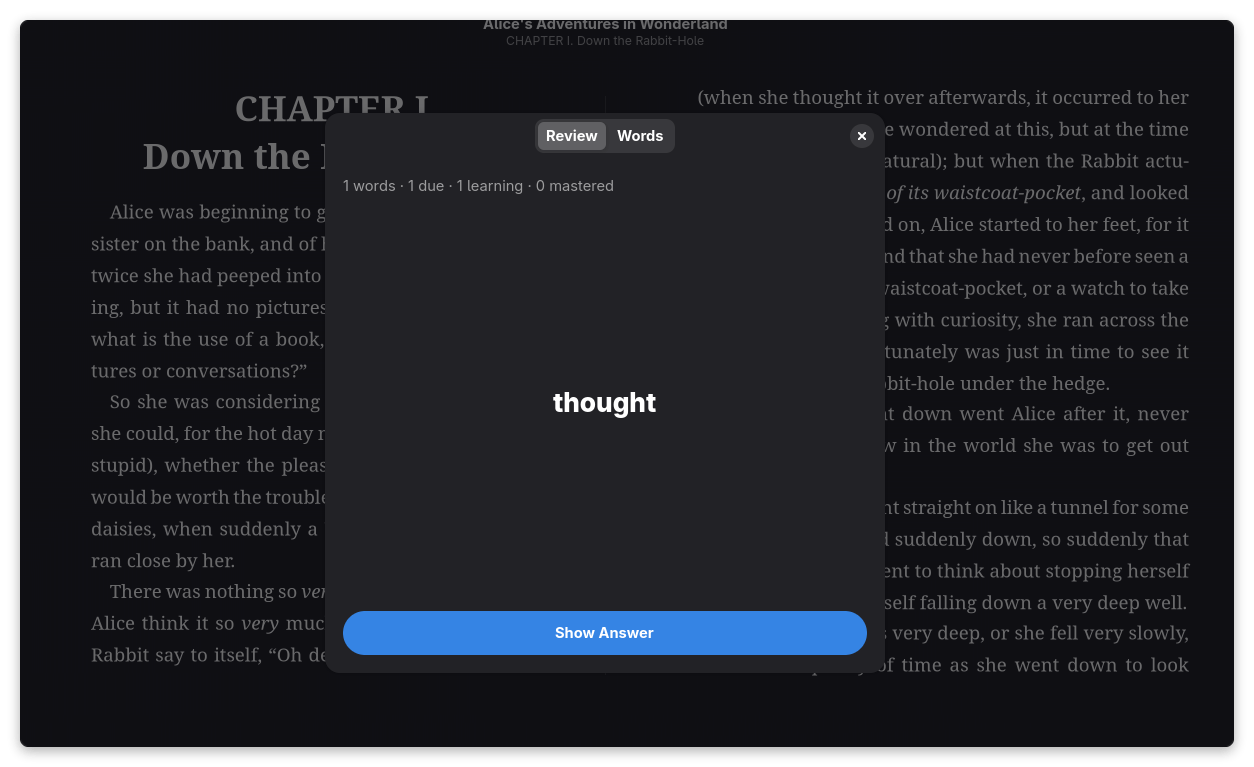 Alice's Adventures in Wonderland
CHAPTER I. Down the Rabbit-Hole
CHAPTER I
Down the
Alice was beginning to g
sister on the bank, and of
twice she had peeped into
ing, but it had no pictures
what is the use of a book,
tures or conversations?”
So she was considering
she could, for the hot day
stupid), whether the pleas
would be worth the trouble
daisies, when suddenly a
ran close by her.
There was nothing so ver
Alice think it so very muc
Rabbit say to itself, “Oh de
(when she thought it over afterwards, it occurred to her
e wondered at this, but at the time
atural); but when the Rabbit actu-
of its waistcoat-pocket, and looked
d on, Alice started to her feet, for it
nd that she had never before seen a
waistcoat-pocket, or a watch to take
g with curiosity, she ran across the
tunately was just in time to see it
bbit-hole under the hedge.
nt down went Alice after it, never
w in the world she was to get out
nt straight on like a tunnel for some
d suddenly down, so suddenly that
ent to think about stopping herself
self falling down a very deep well.
s very deep, or she fell very slowly,
of time as she went down to look
Review Words
1 words · 1 due · 1 learning · 0 mastered
thought
Show Answer